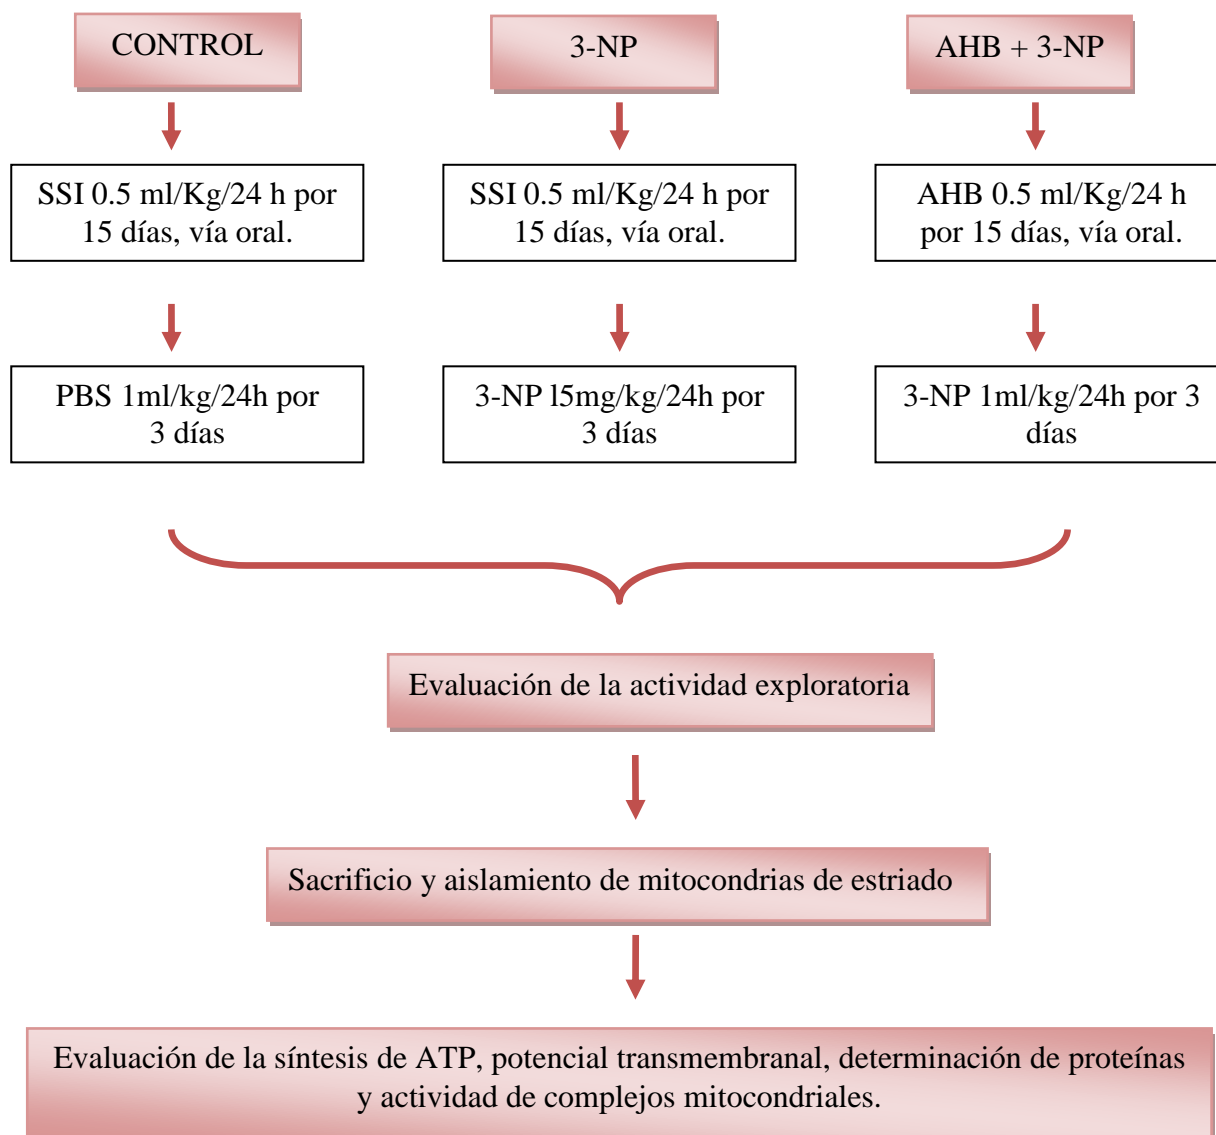 CONTROL
3-NP
AHB + 3-NP
SSI 0.5 ml/Kg/24 h por
15 días, vía oral.
SSI 0.5 ml/Kg/24 h por
15 días, vía oral.
AHB 0.5 ml/Kg/24 h
por 15 días, vía oral.
PBS 1ml/kg/24h por
3 días
3-NP l5mg/kg/24h por
3 días
3-NP 1ml/kg/24h por 3
días
Evaluación de la actividad exploratoria
Sacrificio y aislamiento de mitocondrias de estriado
Evaluación de la síntesis de ATP, potencial transmembranal, determinación de proteínas
y actividad de complejos mitocondriales.